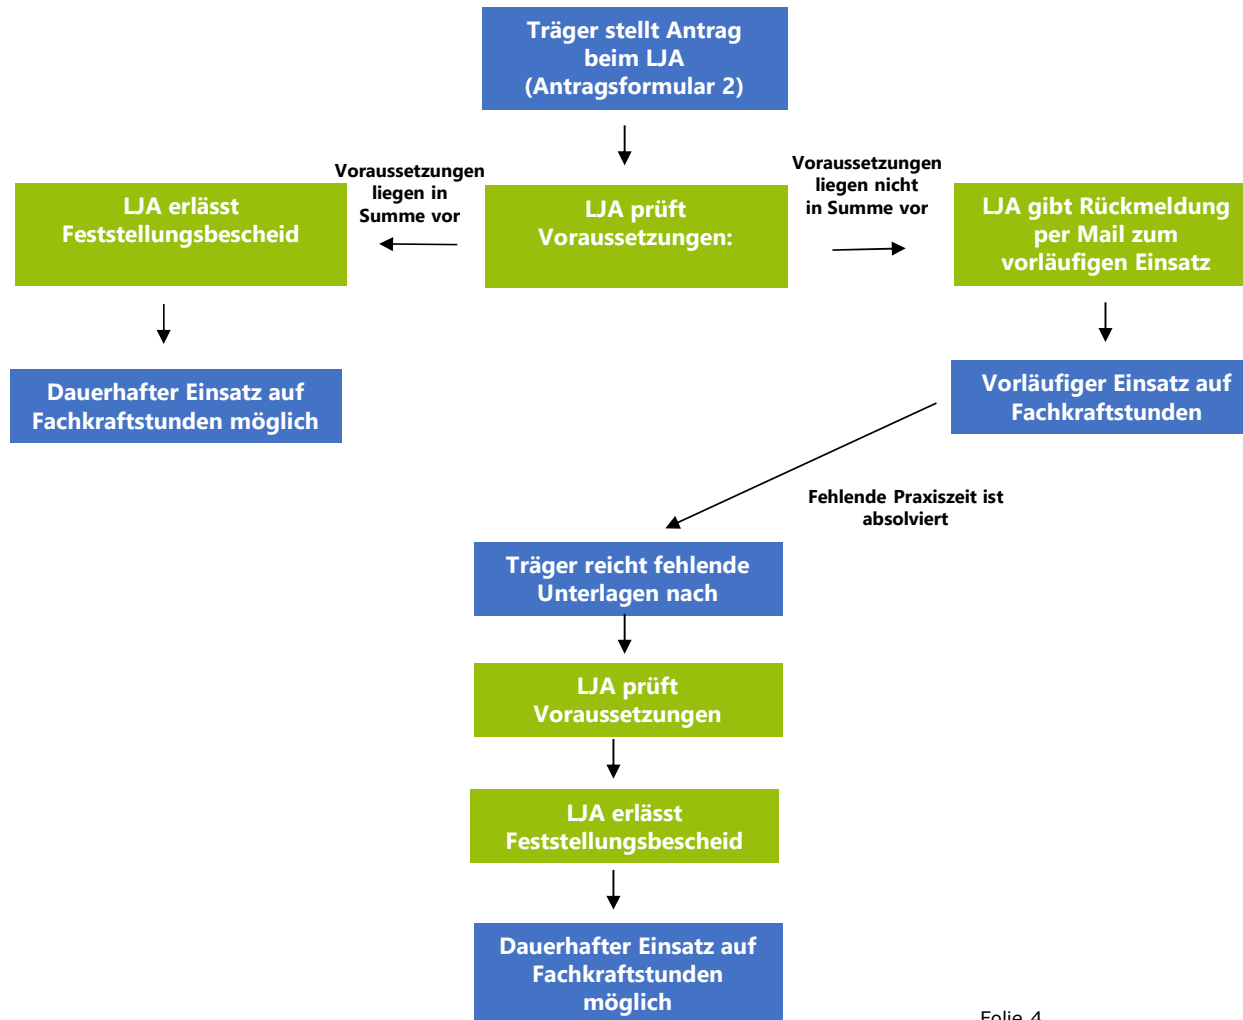 Träger stellt Antrag
beim LJA
(Antragsformular 2)
Voraussetzungen
liegen in
Summe vor
Voraussetzungen
liegen nicht
in Summe vor
LJA erlässt
Feststellungsbescheid
LJA prüft
Voraussetzungen:
LJA gibt Rückmeldung
per Mail zum
vorläufigen Einsatz
Dauerhafter Einsatz auf
Fachkraftstunden möglich
Vorläufiger Einsatz auf
Fachkraftstunden
Fehlende Praxiszeit ist
absolviert
Träger reicht fehlende
Unterlagen nach
LJA prüft
Voraussetzungen
LJA erlässt
Feststellungsbescheid
Dauerhafter Einsatz auf
Fachkraftstunden
möglich
Folie 4